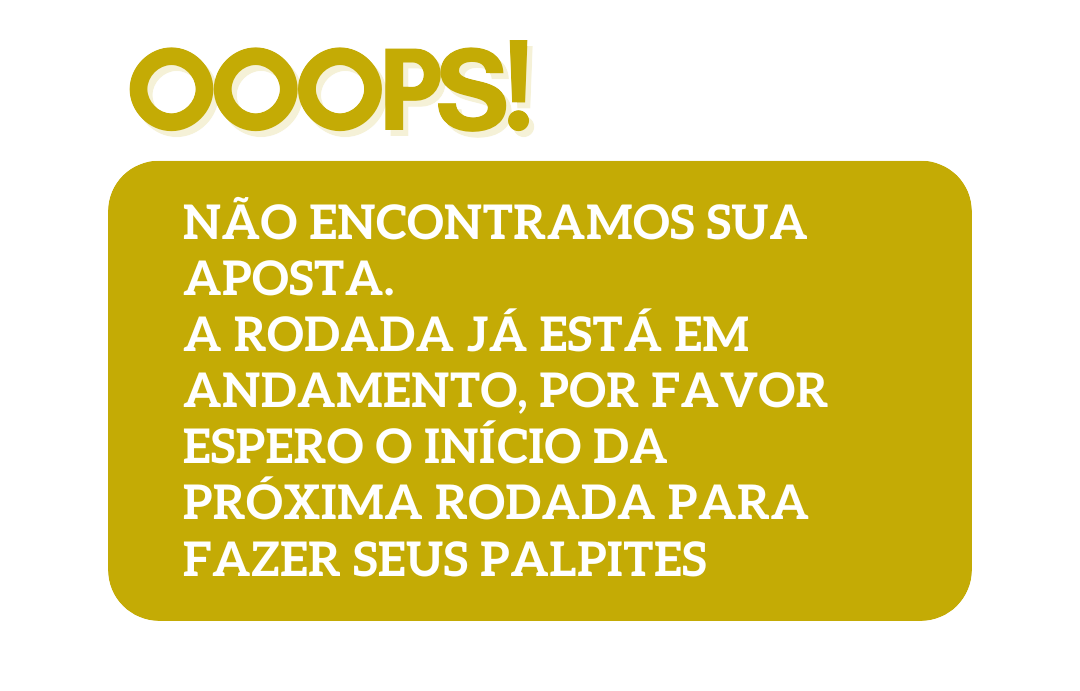 OOOPS!
NÃO ENCONTRAMOS SUA
APOSTA.
A RODADA JÁ ESTÁ EM
ANDAMENTO, POR FAVOR
ESPERO O INÍCIO DA
PRÓXIMA RODADA PARA
FAZER SEUS PALPITES